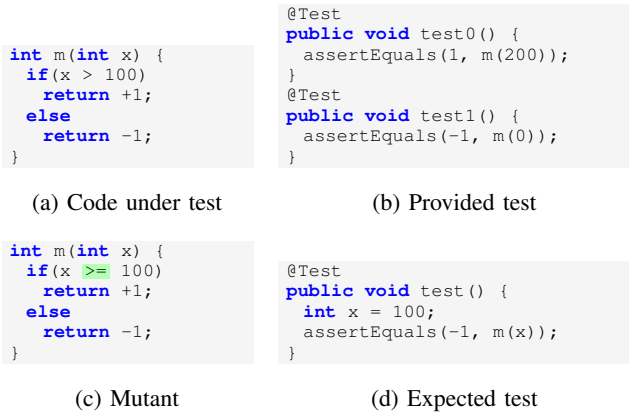 int m(int x) {
if(x > 100)
return +1;
else
return -1;
}
(a) Code under test
@Test
public void test0() {
assertEquals(1, m(200));
}
@Test
public void test1() {
assertEquals(-1, m(0));
}
(b) Provided test
int m(int x) {
if(x >= 100)
return +1;
else
return -1;
}
(c) Mutant
@Test
public void test() {
int x = 100;
assertEquals(-1, m(x));
}
(d) Expected test